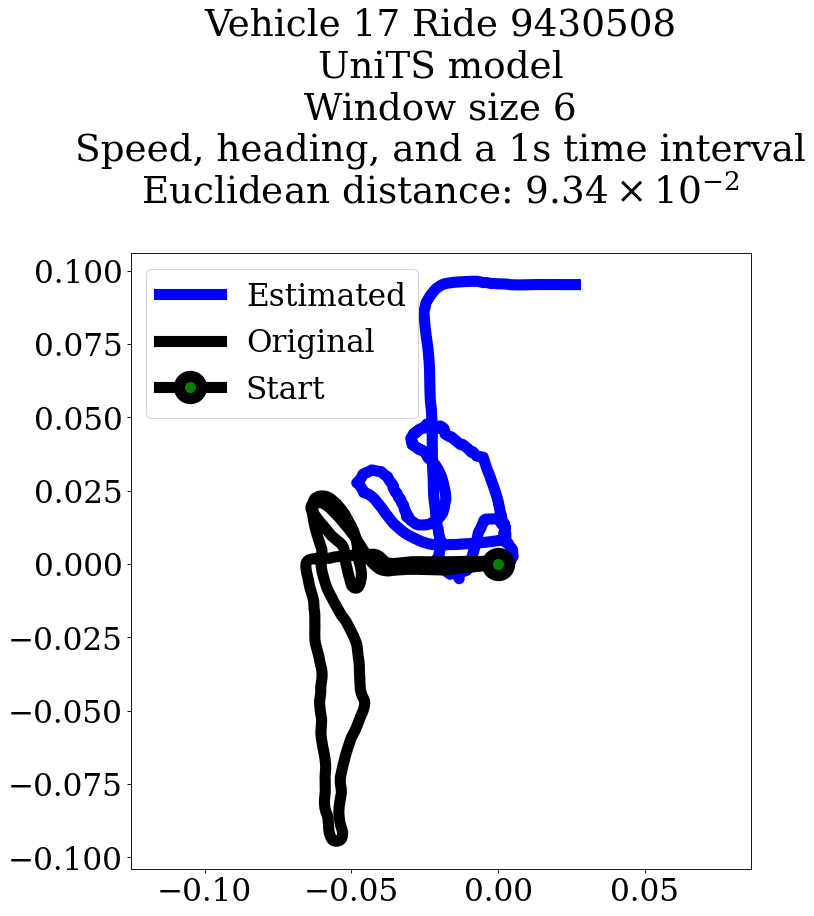 Vehicle 17 Ride 9430508
UniTS model
Window size 6
Speed, heading, and a 1s time interval
Euclidean distance: 9.34 × 10⁻²
Estimated
Original
Start
0.100
0.075
0.050
0.025
0.000
−0.025
−0.050
−0.075
−0.100
−0.10 −0.05 0.00 0.05